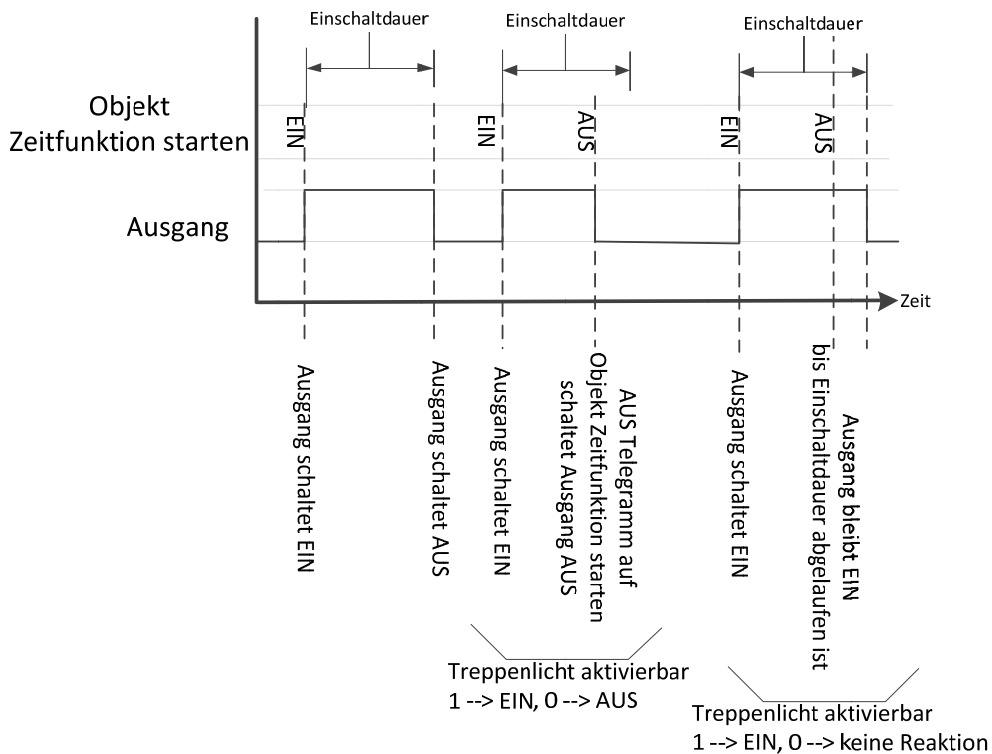 Einschaltdauer
Einschaltdauer
Einschaltdauer
Objekt
Zeitfunktion starten
EIN
EIN
AUS
EIN
AUS
Ausgang
Zeit
Ausgang schaltet EIN
Ausgang schaltet AUS
Ausgang schaltet EIN
AUS Telegramm auf
Objekt Zeitfunktion starten
schaltet Ausgang AUS
Ausgang schaltet EIN
Ausgang bleibt EIN
bis Einschaltdauer abgelaufen ist
Treppenlicht aktivierbar
1 --> EIN, 0 --> AUS
Treppenlicht aktivierbar
1 --> EIN, 0 --> keine Reaktion